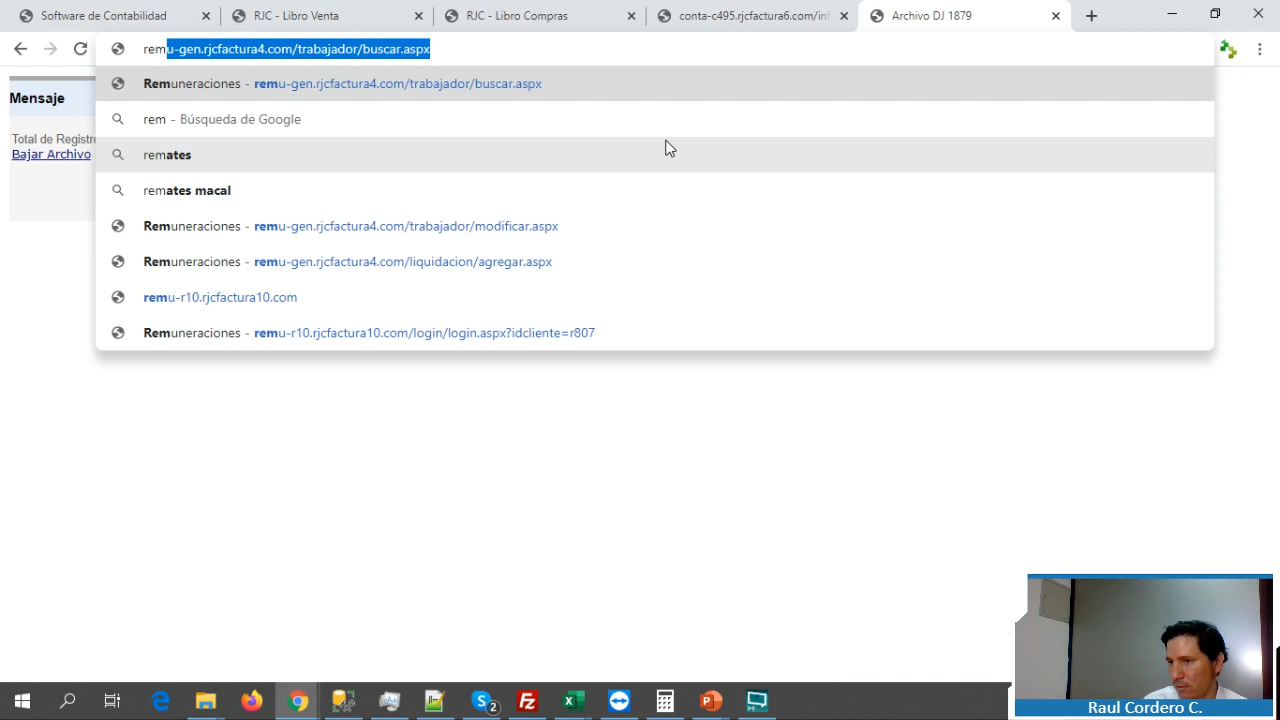 Software de Contabilidad
RJC - Libro Venta
RJC - Libro Compras
conta-c495.rjcfactura6.com/inf
Archivo DJ 1879
remu-gen.rjcfactura4.com/trabajador/buscar.aspx
Remuneraciones - remu-gen.rjcfactura4.com/trabajador/buscar.aspx
rem - Búsqueda de Google
remates
remates macal
Remuneraciones - remu-gen.rjcfactura4.com/trabajador/modificar.aspx
Remuneraciones - remu-gen.rjcfactura4.com/liquidacion/agregar.aspx
remu-r10.rjcfactura10.com
Remuneraciones - remu-r10.rjcfactura10.com/login/login.aspx?idcliente=r807
Mensaje
Total de Registr
Bajar Archivo
2
Raul Cordero C.